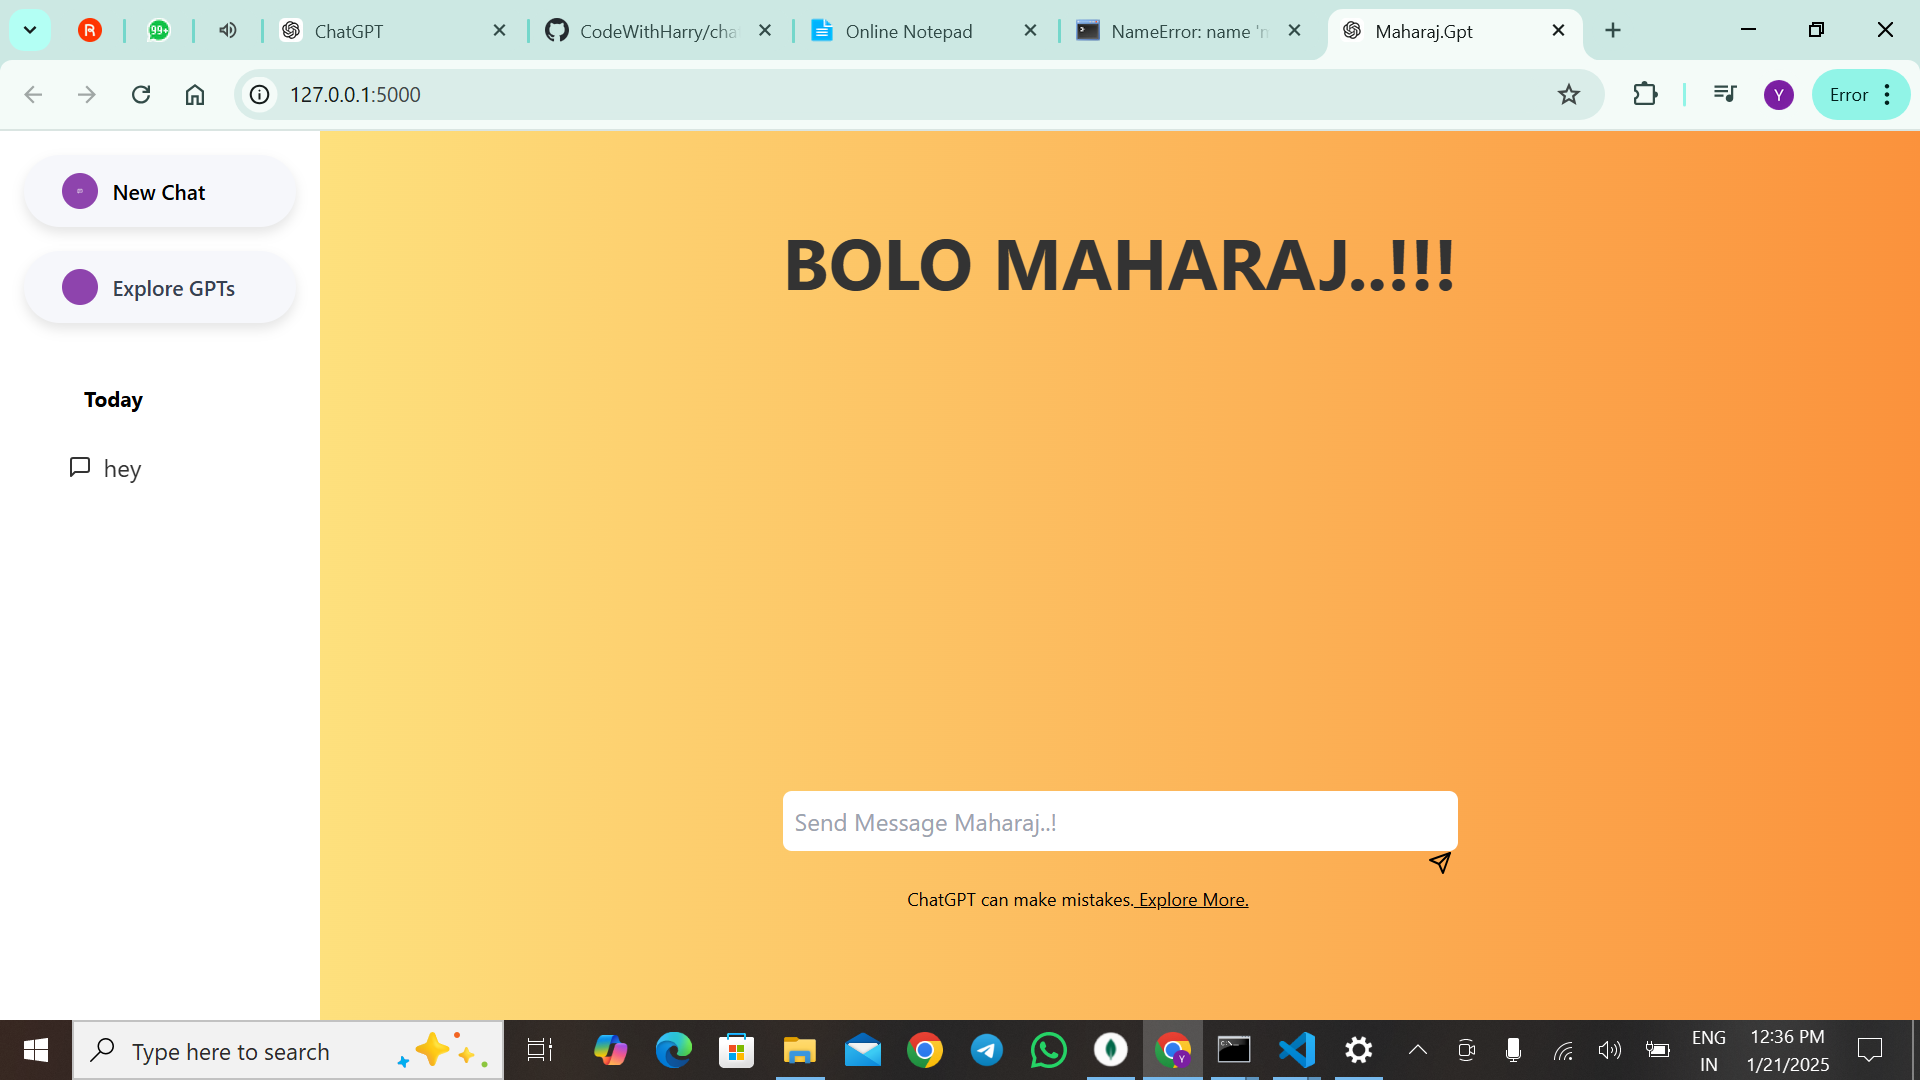 99+
ChatGPT
CodeWithHarry/cha
Online Notepad
NameError: name 'n
Maharaj.Gpt
127.0.0.1:5000
Y
Error
New Chat
Explore GPTs
Today
hey
BOLO MAHARAJ..!!!
Send Message Maharaj..!
ChatGPT can make mistakes. Explore More.
Type here to search
Y
ENG
IN
12:36 PM
1/21/2025